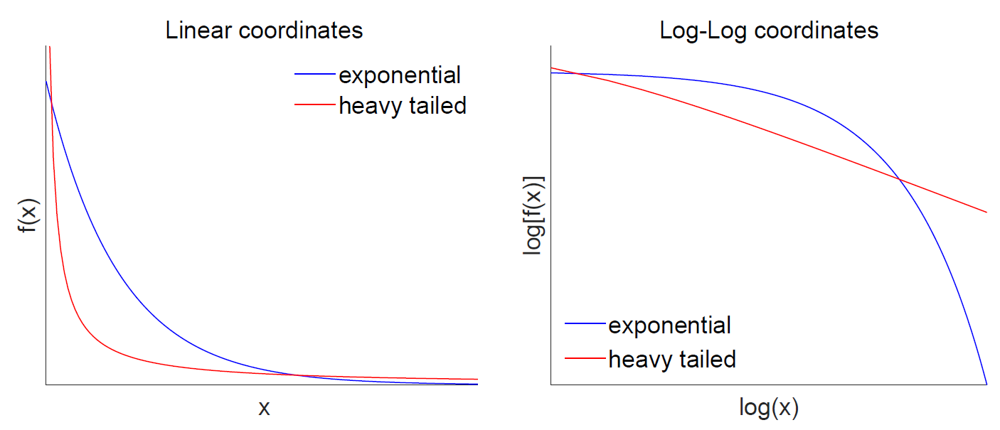 Linear coordinates
exponential
heavy tailed
f(x)
x
Log-Log coordinates
log[f(x)]
exponential
heavy tailed
log(x)